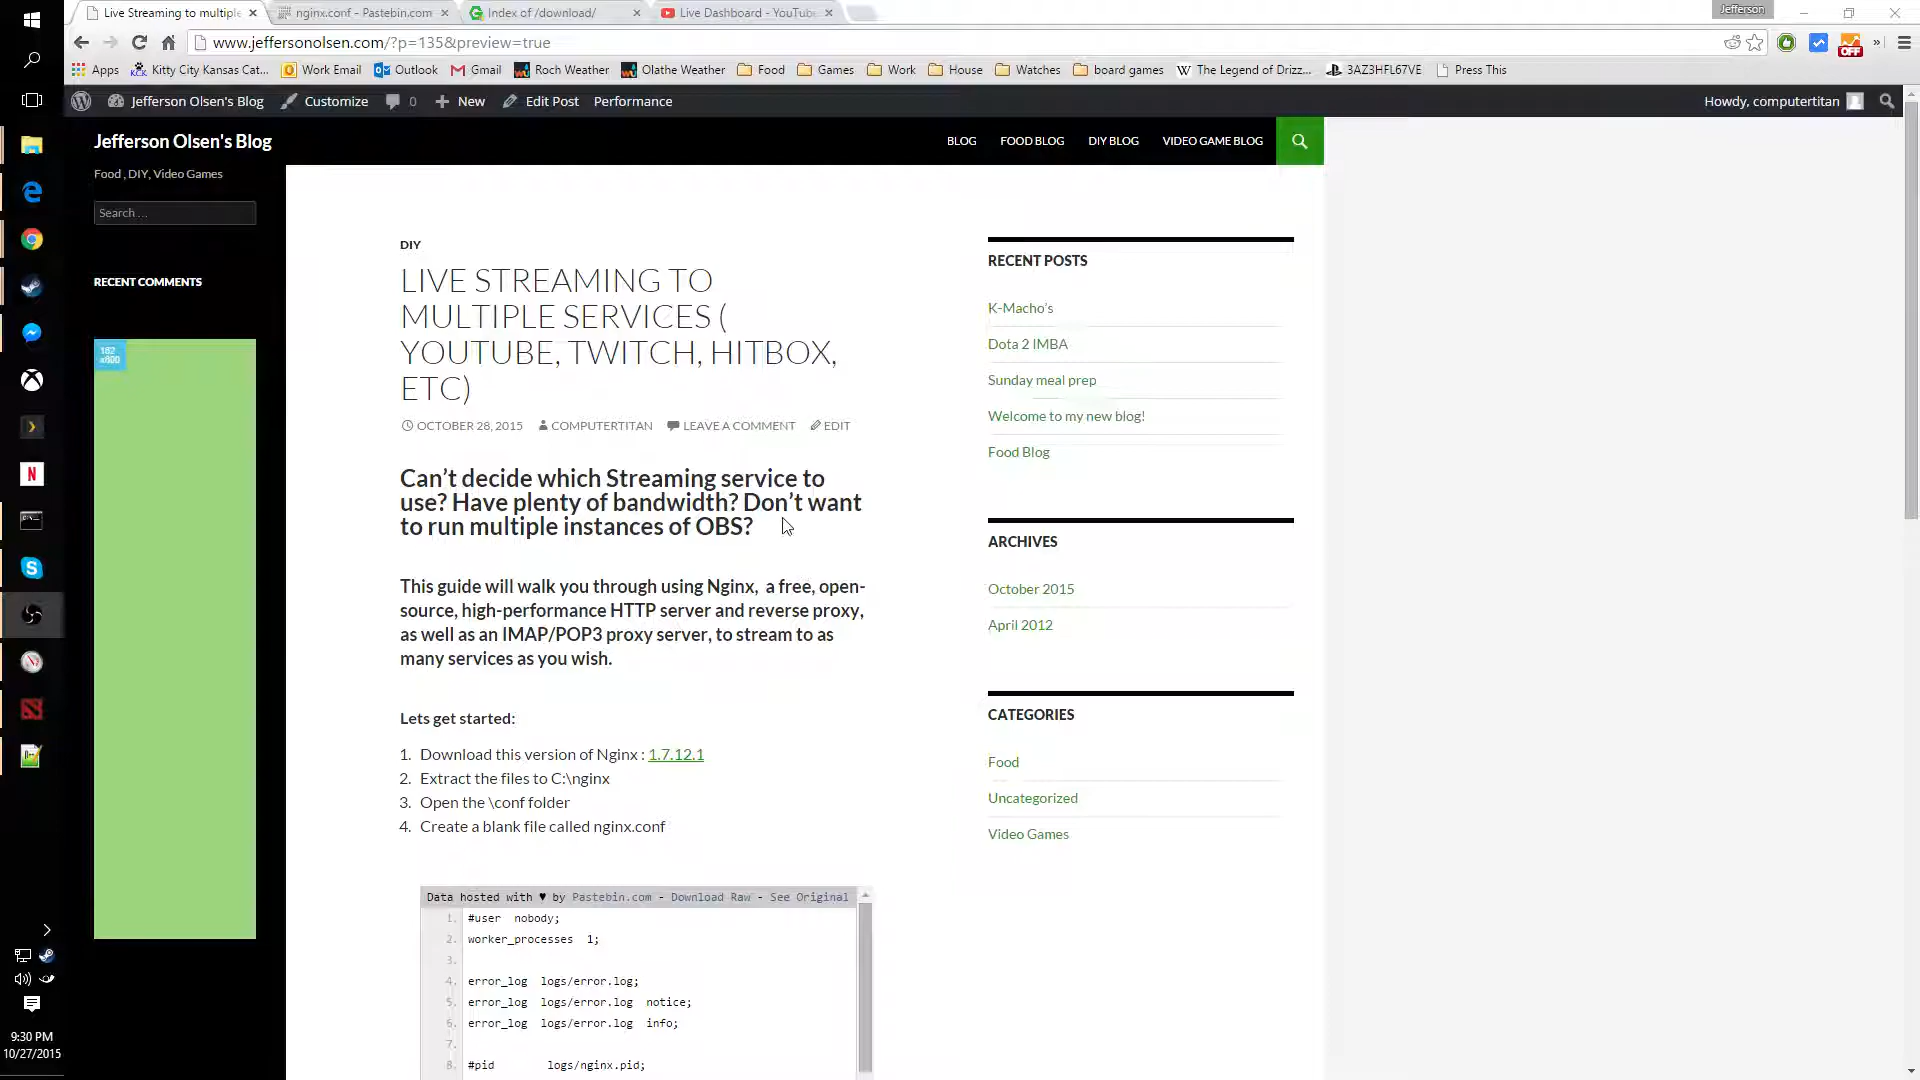 Live Streaming to multiple
nginx.conf - Pastebin.com
Index of /download/
Live Dashboard - YouTube
Jefferson
www.jeffersonolsen.com/?p=135&preview=true
OFF
Apps
Kitty City Kansas Cat...
Work Email
Outlook
Gmail
Roch Weather
Olathe Weather
Food
Games
Work
House
Watches
board games
The Legend of Drizz...
3AZ3HFL67VE
Press This
Jefferson Olsen's Blog
Customize
0
New
Edit Post
Performance
Howdy, computertitan
Jefferson Olsen's Blog
BLOG
FOOD BLOG
DIY BLOG
VIDEO GAME BLOG
Food , DIY, Video Games
Search ...
RECENT COMMENTS
182
x800
DIY
LIVE STREAMING TO
MULTIPLE SERVICES (
YOUTUBE, TWITCH, HITBOX,
ETC)
OCTOBER 28, 2015
COMPUTERTITAN
LEAVE A COMMENT
EDIT
Can’t decide which Streaming service to
use? Have plenty of bandwidth? Don’t want
to run multiple instances of OBS?
This guide will walk you through using Nginx, a free, open-
source, high-performance HTTP server and reverse proxy,
as well as an IMAP/POP3 proxy server, to stream to as
many services as you wish.
Lets get started:
1. Download this version of Nginx : 1.7.12.1
2. Extract the files to C:\nginx
3. Open the \conf folder
4. Create a blank file called nginx.conf
Data hosted with ♥ by Pastebin.com - Download Raw - See Original
1. #user nobody;
2. worker_processes 1;
3.
4. error_log logs/error.log;
5. error_log logs/error.log notice;
6. error_log logs/error.log info;
7.
8. #pid logs/nginx.pid;
RECENT POSTS
K-Macho’s
Dota 2 IMBA
Sunday meal prep
Welcome to my new blog!
Food Blog
ARCHIVES
October 2015
April 2012
CATEGORIES
Food
Uncategorized
Video Games
9:30 PM
10/27/2015